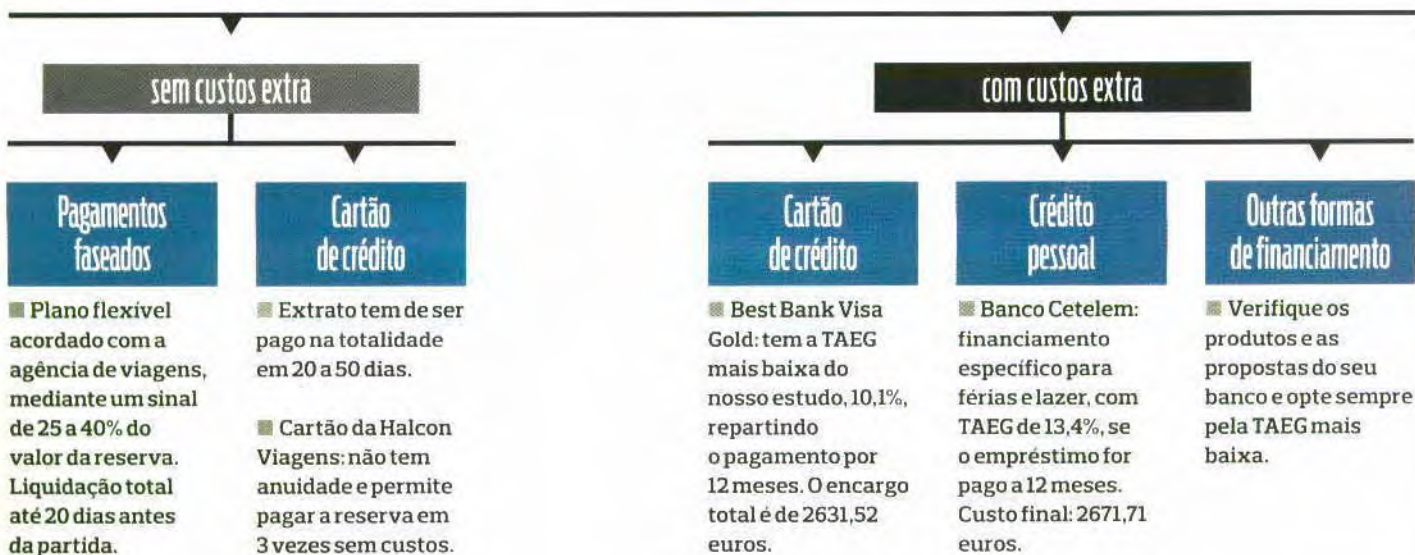 sem custos extra
Pagamentos
faseados
■ Plano flexível
acordado com a
agência de viagens,
mediante um sinal
de 25 a 40% do
valor da reserva.
Liquidação total
até 20 dias antes
da partida.
Cartão
de crédito
■ Extrato tem de ser
pago na totalidade
em 20 a 50 dias.
■ Cartão da Halcon
Viagens: não tem
anuidade e permite
pagar a reserva em
3 vezes sem custos.
com custos extra
Cartão
de crédito
■ Best Bank Visa
Gold: tem a TAEG
mais baixa do
nosso estudo, 10,1%,
repartindo
o pagamento por
12 meses. O encargo
total é de 2631,52
euros.
Crédito
pessoal
■ Banco Cetelem:
financiamento
específico para
férias e lazer, com
TAEG de 13,4%, se
o empréstimo for
pago a 12 meses.
Custo final: 2671,71
euros.
Outras formas
de financiamento
■ Verifique os
produtos e as
propostas do seu
banco e opte sempre
pela TAEG mais
baixa.